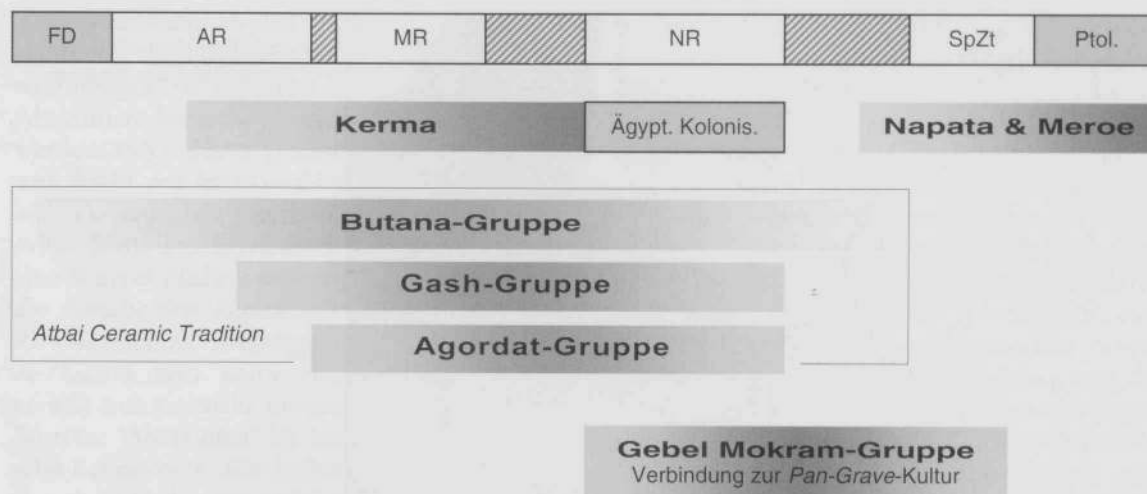 FD AR MR NR SpZt Ptol.
Kerma Ägypt. Kolonis. Napata & Meroe
Butana-Gruppe
Gash-Gruppe
Atbai Ceramic Tradition Agordat-Gruppe
Gebel Mokram-Gruppe
Verbindung zur Pan-Grave-Kultur